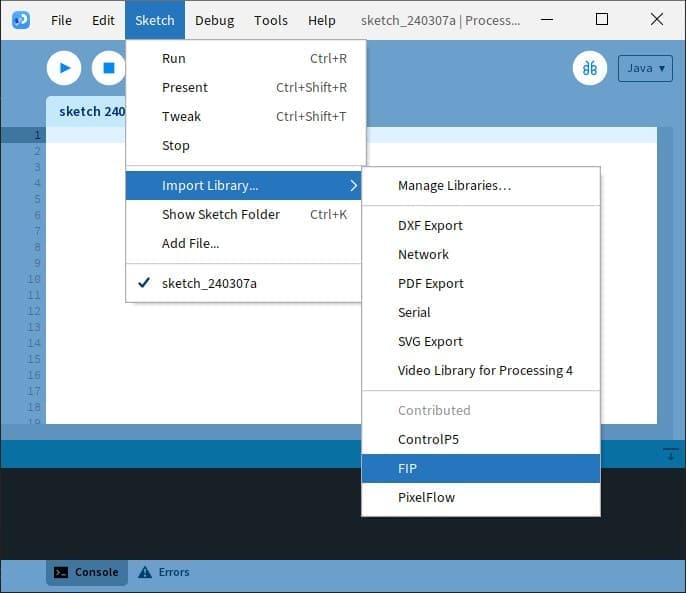 File Edit Sketch Debug Tools Help sketch_240307a | Process...
Java ▾
sketch 240
Run Ctrl+R
Present Ctrl+Shift+R
Tweak Ctrl+Shift+T
Stop
Import Library...
Show Sketch Folder Ctrl+K
Add File...
sketch_240307a
Manage Libraries...
DXF Export
Network
PDF Export
Serial
SVG Export
Video Library for Processing 4
Contributed
ControlP5
FIP
PixelFlow
1
2
3
4
5
6
7
8
9
10
11
12
13
14
15
16
17
18
19
Console Errors